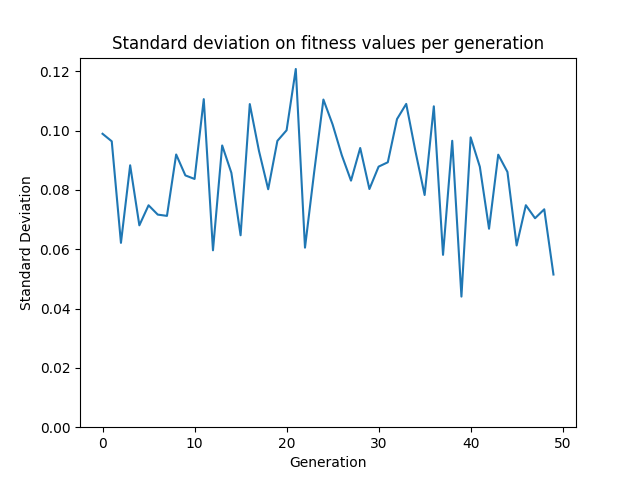 Standard deviation on fitness values per generation
0.12
0.10
0.08
0.06
0.04
0.02
0.00
Standard Deviation
0 10 20 30 40 50
Generation